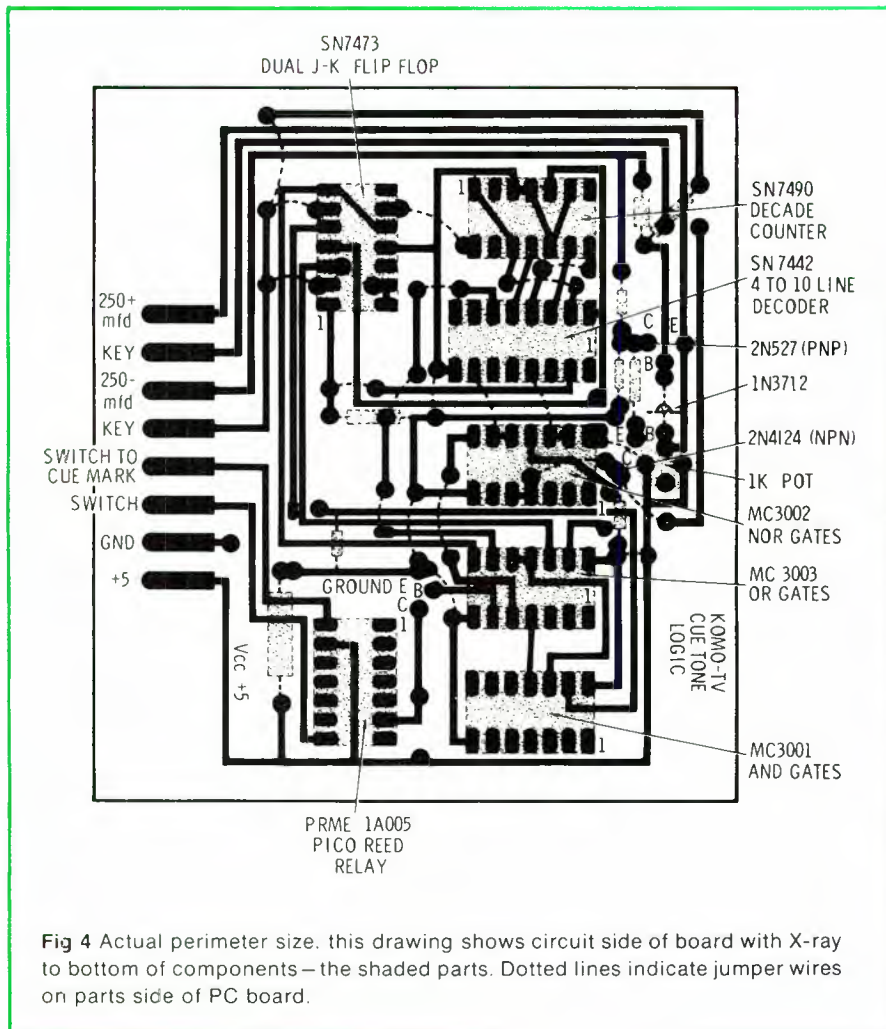 SN7473
DUAL J-K FLIP FLOP
1
1
SN7490
DECADE
COUNTER
SN7442
4 TO 10 LINE
DECODER
1
250+
mfd
KEY
250-
mfd
KEY
SWITCH TO
CUE MARK
SWITCH
GND
+5
C
E
B
2N527 (PNP)
1N3712
E
B
C
2N4124 (NPN)
1K POT
1
MC3002
NOR GATES
GROUND E
B
C
1
MC 3003
OR GATES
1
Vcc +5
KOMO-TV
CUE TONE
LOGIC
1
MC3001
AND GATES
PRME 1A005
PICO REED
RELAY
Fig 4 Actual perimeter size. this drawing shows circuit side of board with X-ray
to bottom of components—the shaded parts. Dotted lines indicate jumper wires
on parts side of PC board.